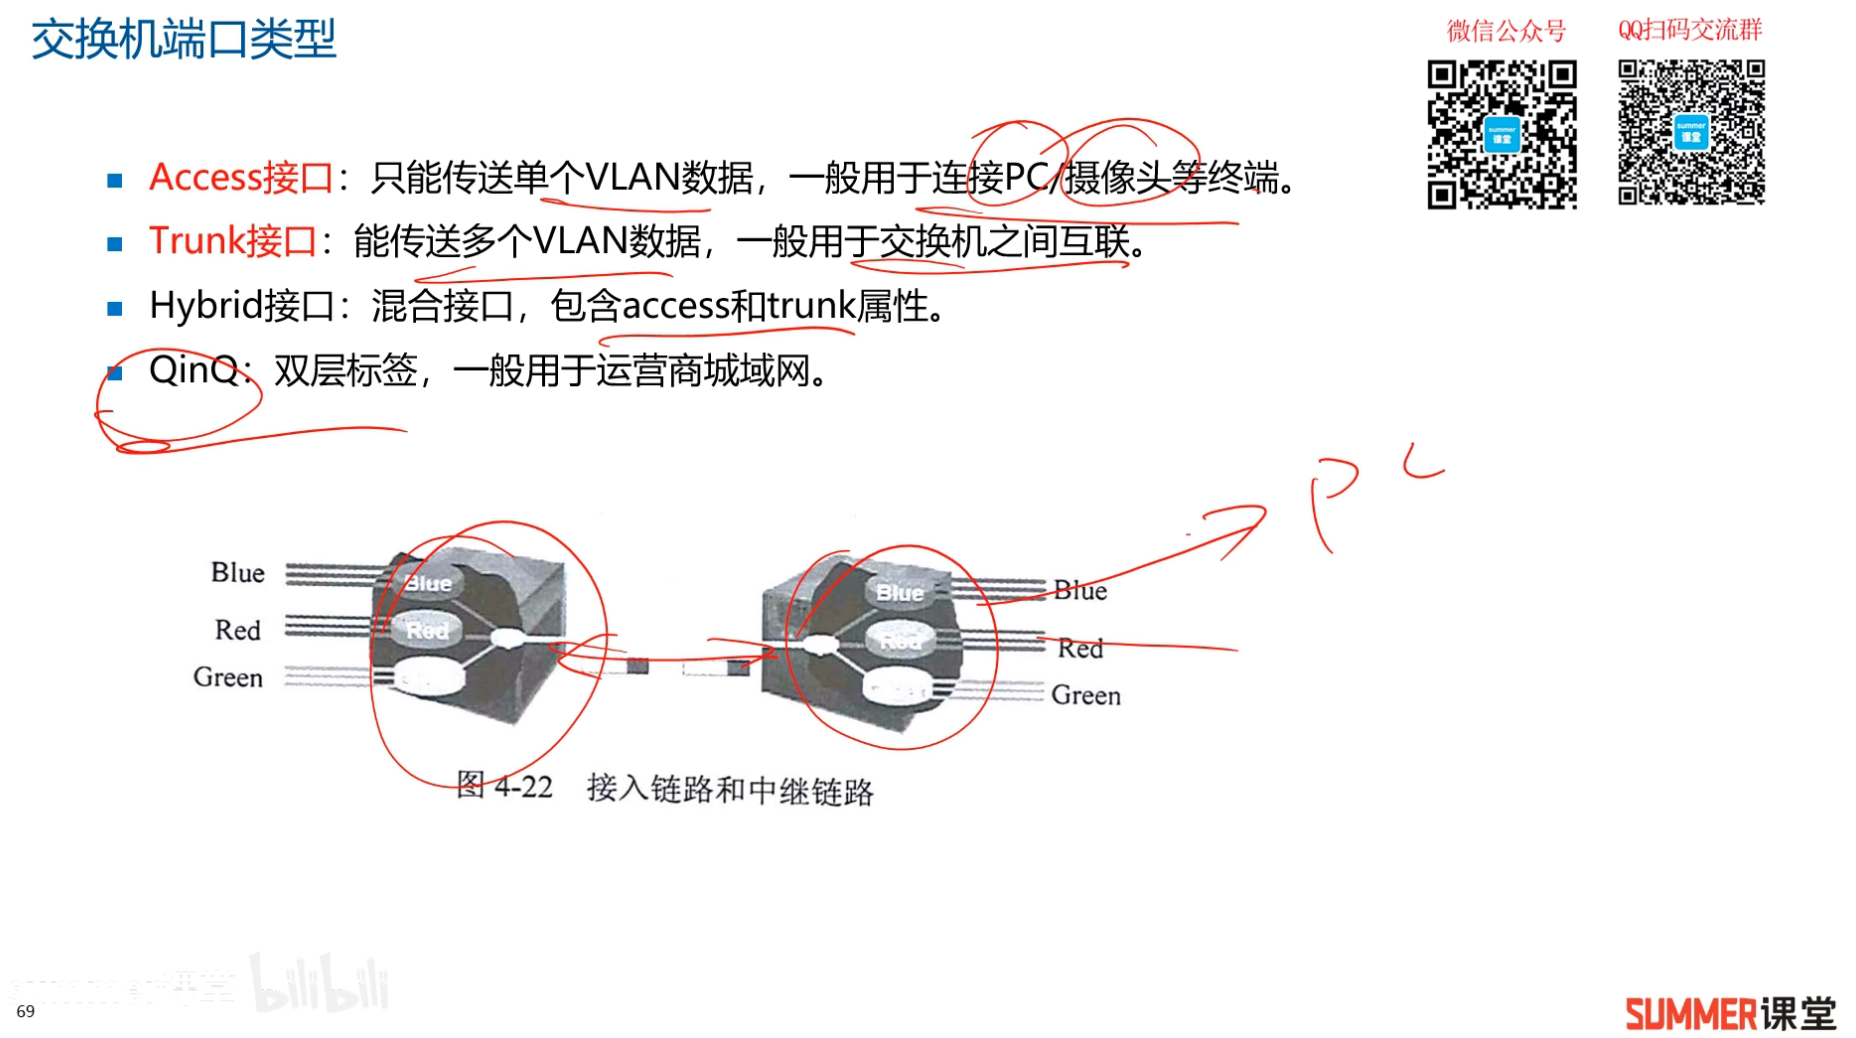 交换机端口类型
微信公众号
QQ扫码交流群
summer
课堂
summer
课堂
Access接口：只能传送单个VLAN数据，一般用于连接PC/摄像头等终端。
Trunk接口：能传送多个VLAN数据，一般用于交换机之间互联。
Hybrid接口：混合接口，包含access和trunk属性。
QinQ：双层标签，一般用于运营商城域网。
PC
Blue
Red
Green
Blue
Red
Blue
Red
Blue
Red
Green
图 4-22 接入链路和中继链路
summer课堂 bilibili
69
SUMMER课堂